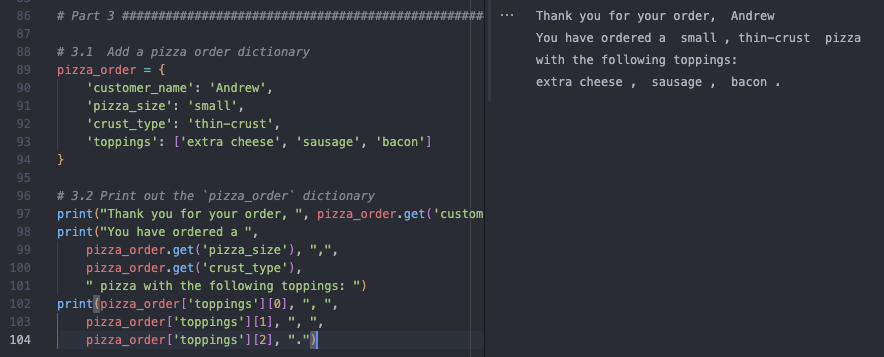 86 # Part 3 ##################################################
87
88 # 3.1  Add a pizza order dictionary
89 pizza_order = {
90     'customer_name': 'Andrew',
91     'pizza_size': 'small',
92     'crust_type': 'thin-crust',
93     'toppings': ['extra cheese', 'sausage', 'bacon']
94 }
95
96 # 3.2 Print out the `pizza_order` dictionary
97 print("Thank you for your order, ", pizza_order.get('custom
98 print("You have ordered a ",
99     pizza_order.get('pizza_size'), ",",
100     pizza_order.get('crust_type'),
101     " pizza with the following toppings: ")
102 print(pizza_order['toppings'][0], ", ",
103     pizza_order['toppings'][1], ", ",
104     pizza_order['toppings'][2], ".")
... Thank you for your order,  Andrew
You have ordered a  small , thin-crust  pizza
with the following toppings:
extra cheese ,  sausage ,  bacon .